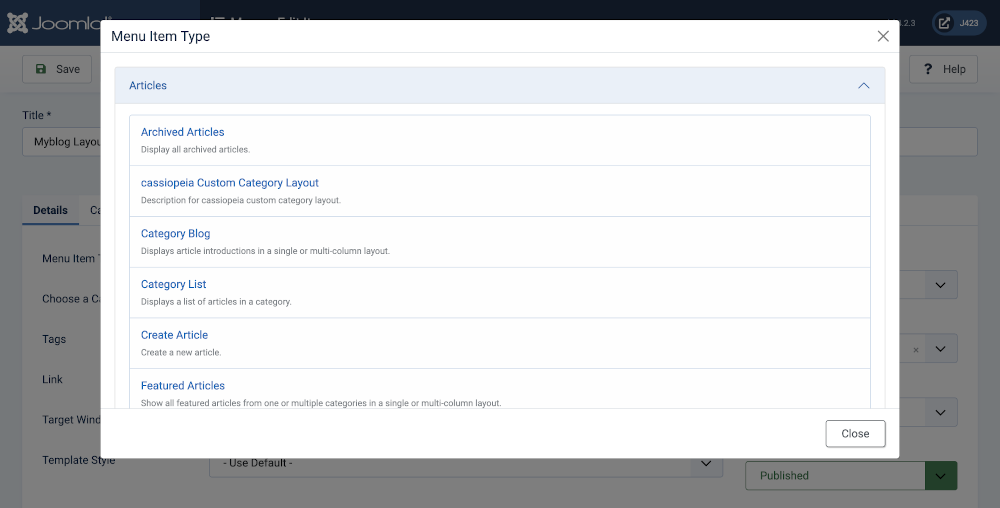 Joomla!
Menu Item Type
.2.3
J423
Save
Help
Articles
Title *
Myblog Layou
Archived Articles
Display all archived articles.
cassiopeia Custom Category Layout
Description for cassiopeia custom category layout.
Details
Ca
Category Blog
Displays article introductions in a single or multi-column layout.
Menu Item T
Category List
Displays a list of articles in a category.
Choose a Ca
Create Article
Create a new article.
Tags
Link
Featured Articles
Show all featured articles from one or multiple categories in a single or multi-column layout.
Target Wind
Close
Template Style
- Use Default -
Published